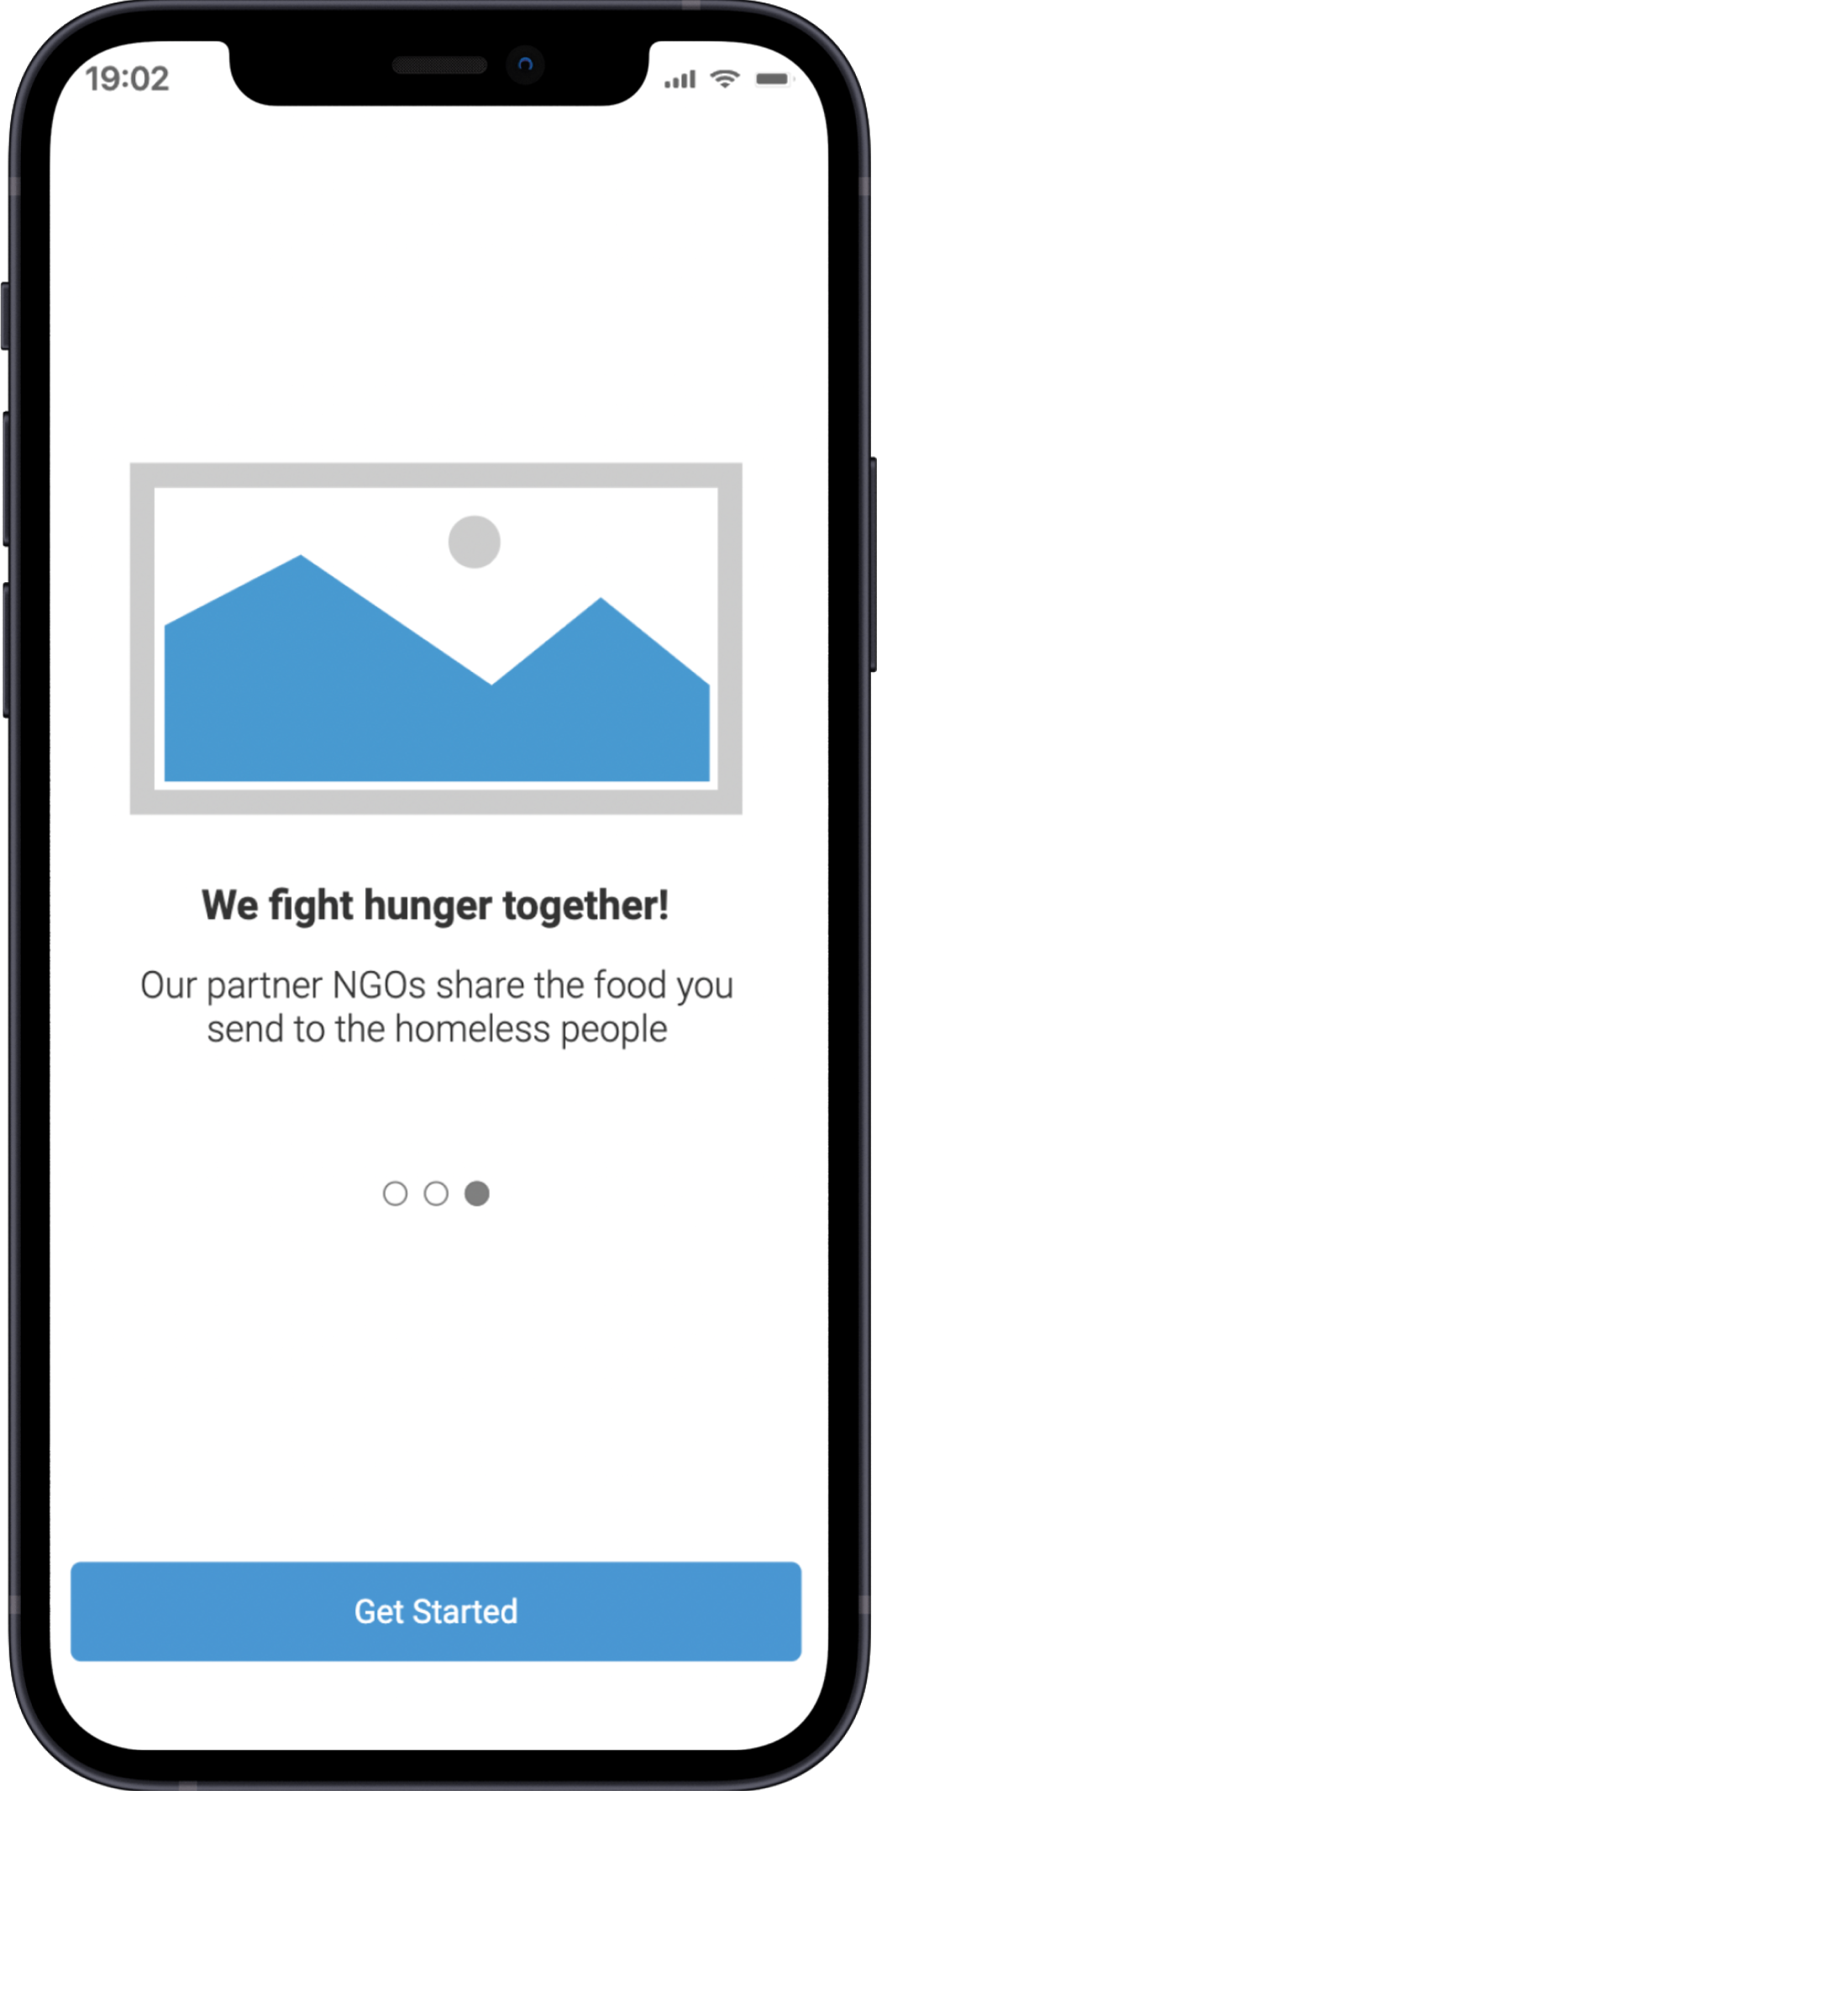 19:02
We fight hunger together!
Our partner NGOs share the food you
send to the homeless people
Get Started